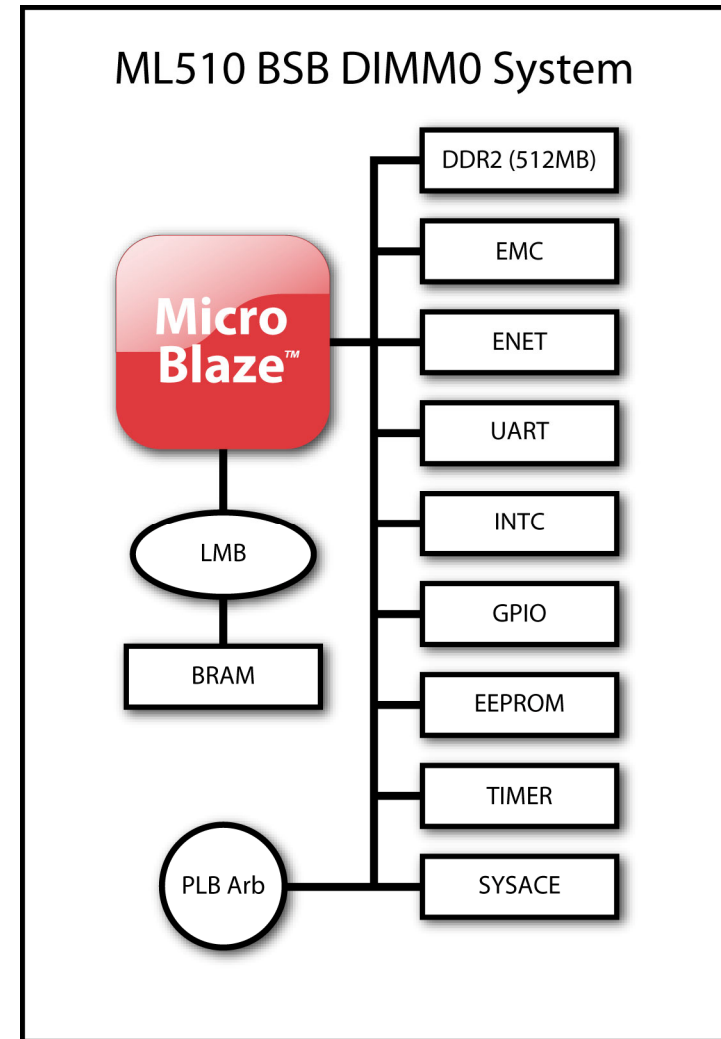 ML510 BSB DIMM0 System
DDR2 (512MB)
EMC
Micro
Blaze™
ENET
UART
INTC
LMB
GPIO
BRAM
EEPROM
TIMER
PLB Arb
SYSACE